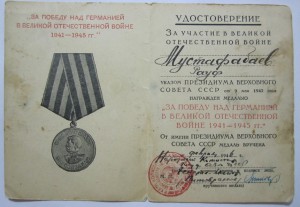 „ЗА ПОБЕДУ НАД ГЕРМАНИЕЙ
В ВЕЛИКОЙ ОТЕЧЕСТВЕННОЙ ВОЙНЕ
1941—1945 гг."
УДОСТОВЕРЕНИЕ
ЗА УЧАСТИЕ В ВЕЛИКОЙ
ОТЕЧЕСТВЕННОЙ ВОЙНЕ
Мустафабаев
Рауф
УКАЗОМ ПРЕЗИДИУМА ВЕРХОВНОГО
СОВЕТА СССР от 9 мая 1945 года
НАГРАЖДЕН МЕДАЛЬЮ
„ЗА ПОБЕДУ НАД ГЕРМАНИЕЙ
В ВЕЛИКОЙ ОТЕЧЕСТВЕННОЙ
ВОЙНЕ 1941—1945 гг."
От имени ПРЕЗИДИУМА ВЕРХОВНОГО
СОВЕТА СССР МЕДАЛЬ ВРУЧЕНА